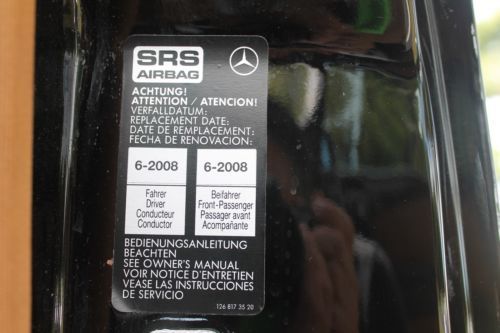 SRS
AIRBAG
ACHTUNG!
ATTENTION / ATENCION!
VERFALLDATUM:
REPLACEMENT DATE:
DATE DE REMPLACEMENT:
FECHA DE RENOVACION:
6-2008 6-2008
Fahrer Beifahrer
Driver Front-Passenger
Conducteur Passager avant
Conductor Acompañante
BEDIENUNGSANLEITUNG
BEACHTEN
SEE OWNER'S MANUAL
VOIR NOTICE D'ENTRETIEN
VEASE LAS INSTRUCCIONES
DE SERVICIO
126 817 35 20